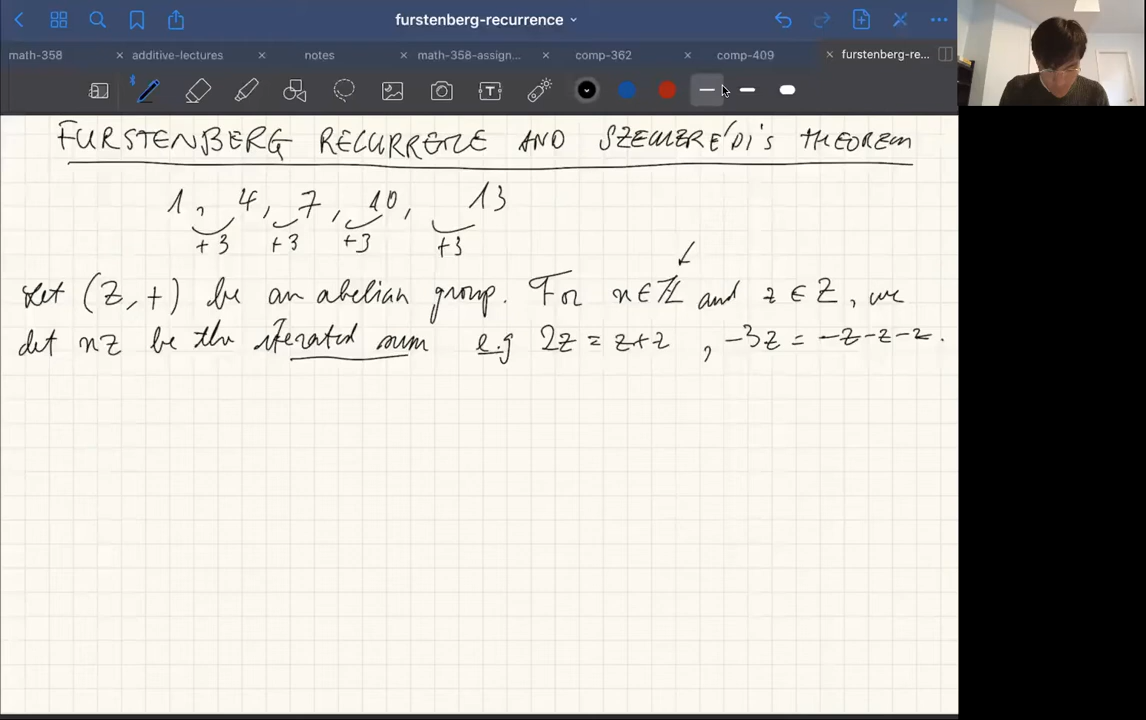 furstenberg-recurrence
math-358 additive-lectures notes math-358-assign... comp-362 comp-409 furstenberg-re...
FURSTENBERG RECURRENCE AND SZEMERÉDI'S THEOREM
1, 4, 7, 10, 13
+3 +3 +3 +3
Let (Z, +) be an abelian group. For n ∈ ℤ and z ∈ Z, we
let nz be the iterated sum e.g 2z = z+z , -3z = -z-z-z.